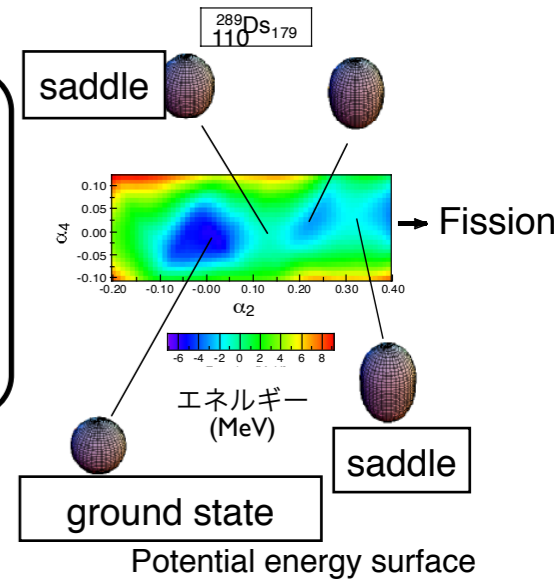 289
110Ds179
saddle
α4
0.10
0.05
0.00
-0.05
-0.10
-0.20 -0.10 -0.00 0.10 0.20 0.30 0.40
α2
Fission
-6 -4 -2 0 2 4 6 8
エネルギー
(MeV)
saddle
ground state
Potential energy surface